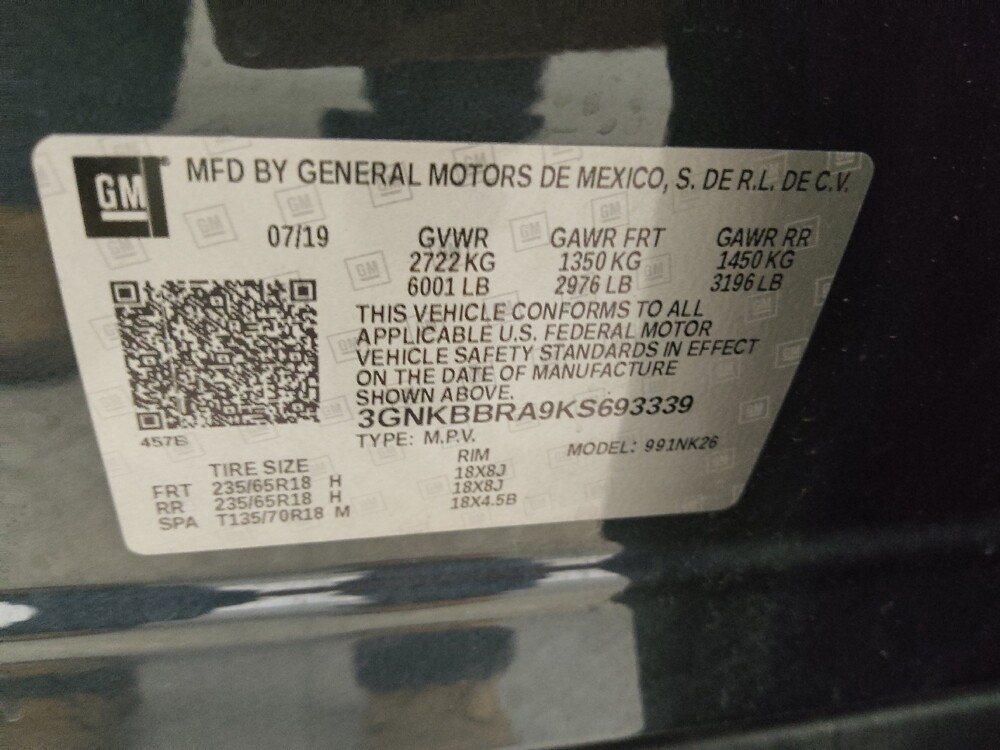 GM
MFD BY GENERAL MOTORS DE MEXICO, S. DE R.L. DE C.V.
07/19 GVWR GAWR FRT GAWR RR
2722 KG 1350 KG 1450 KG
6001 LB 2976 LB 3196 LB
THIS VEHICLE CONFORMS TO ALL
APPLICABLE U.S. FEDERAL MOTOR
VEHICLE SAFETY STANDARDS IN EFFECT
ON THE DATE OF MANUFACTURE
SHOWN ABOVE.
3GNKBBRA9KS693339
457B
TYPE: M.P.V. MODEL: 991NK26
TIRE SIZE RIM
FRT 235/65R18 H 18X8J
RR 235/65R18 H 18X8J
SPA T135/70R18 M 18X4.5B